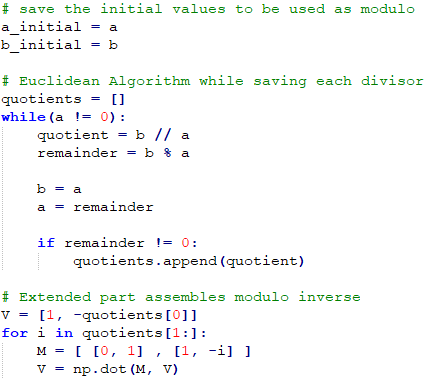 # save the initial values to be used as modulo
a_initial = a
b_initial = b
# Euclidean Algorithm while saving each divisor
quotients = []
while(a != 0):
quotient = b // a
remainder = b % a
b = a
a = remainder
if remainder != 0:
quotients.append(quotient)
# Extended part assembles modulo inverse
V = [1, -quotients[0]]
for i in quotients[1:]:
M = [ [0, 1] , [1, -i] ]
V = np.dot(M, V)